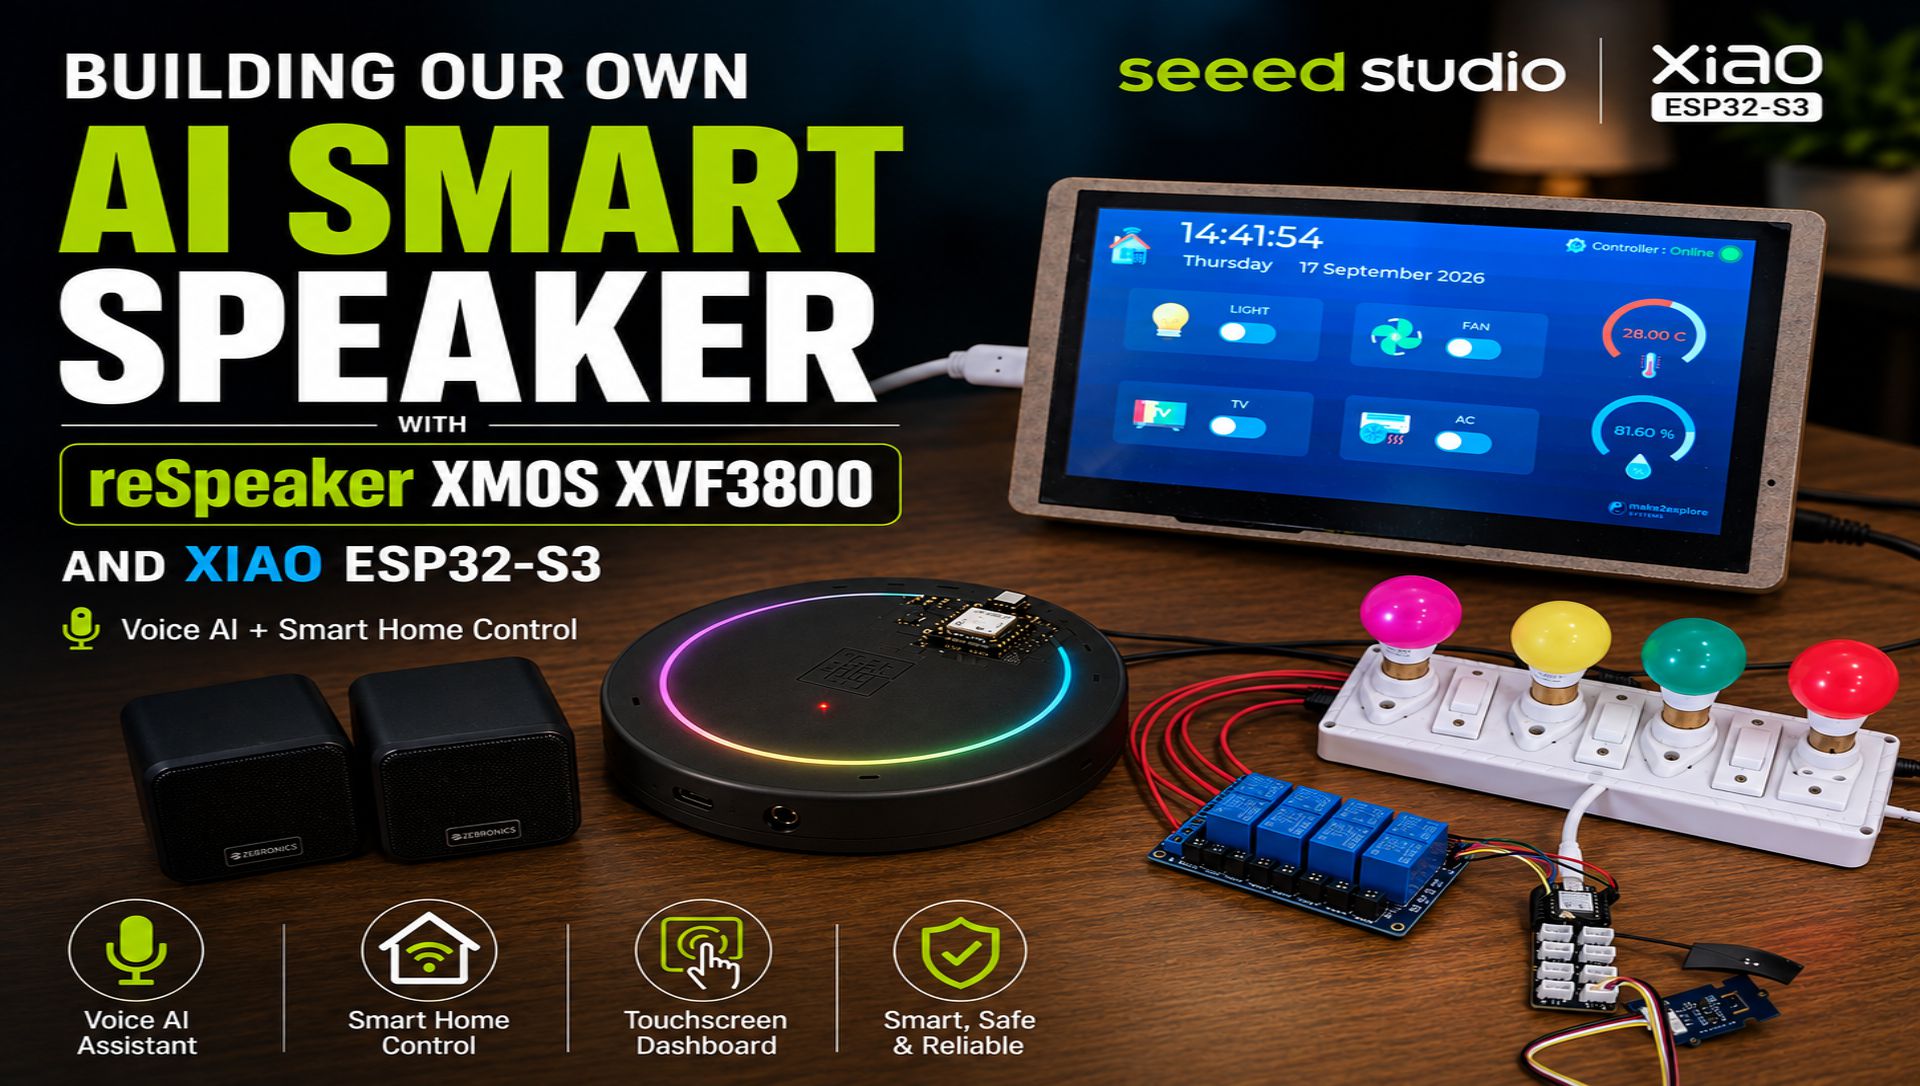 BUILDING OUR OWN
AI SMART
SPEAKER
WITH
reSpeaker XMOS XVF3800
AND XIAO ESP32-S3
Voice AI + Smart Home Control
seeed studio
XIAO
ESP32-S3
14:41:54
Thursday 17 September 2026
Controller : Online
LIGHT
FAN
28.00 C
TV
TV
AC
81.60 %
make2explore
SYSTEMS
ZEBRONICS
ZEBRONICS
Voice AI
Assistant
Smart Home
Control
Touchscreen
Dashboard
Smart, Safe
& Reliable